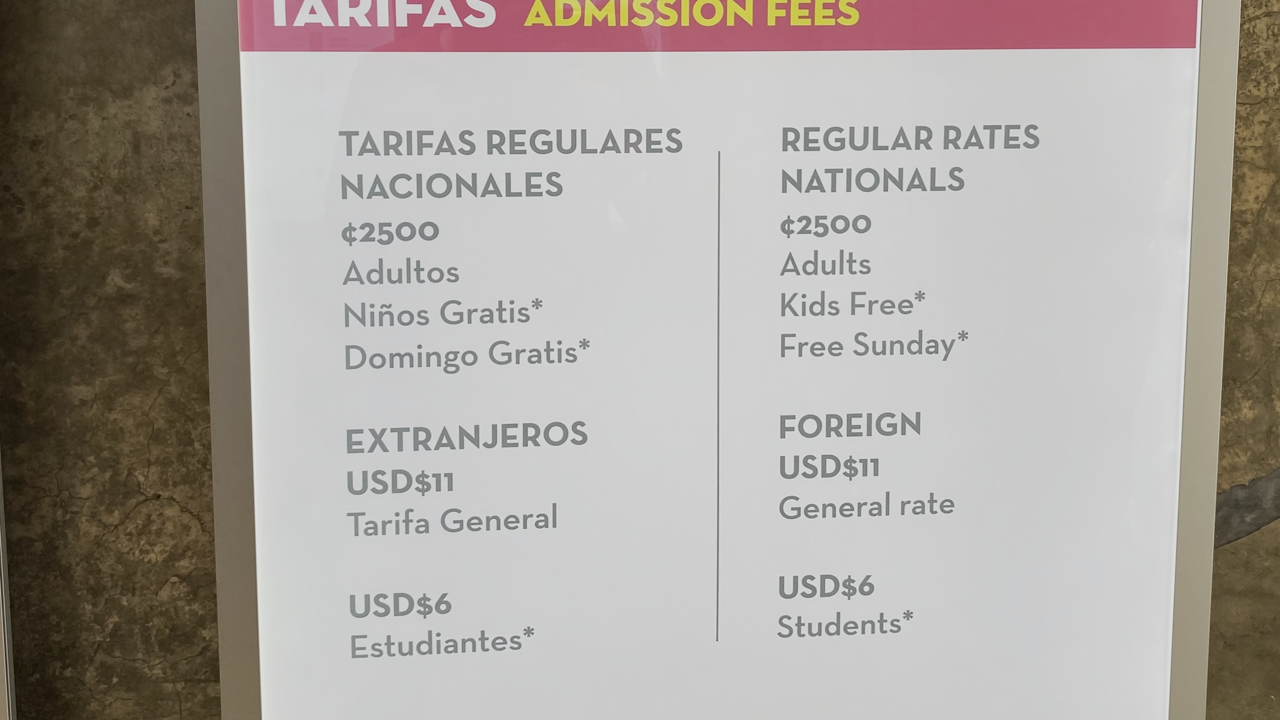 TARIFAS ADMISSION FEES
TARIFAS REGULARES
NACIONALES
¢2500
Adultos
Niños Gratis*
Domingo Gratis*
EXTRANJEROS
USD$11
Tarifa General
USD$6
Estudiantes*
REGULAR RATES
NATIONALS
¢2500
Adults
Kids Free*
Free Sunday*
FOREIGN
USD$11
General rate
USD$6
Students*